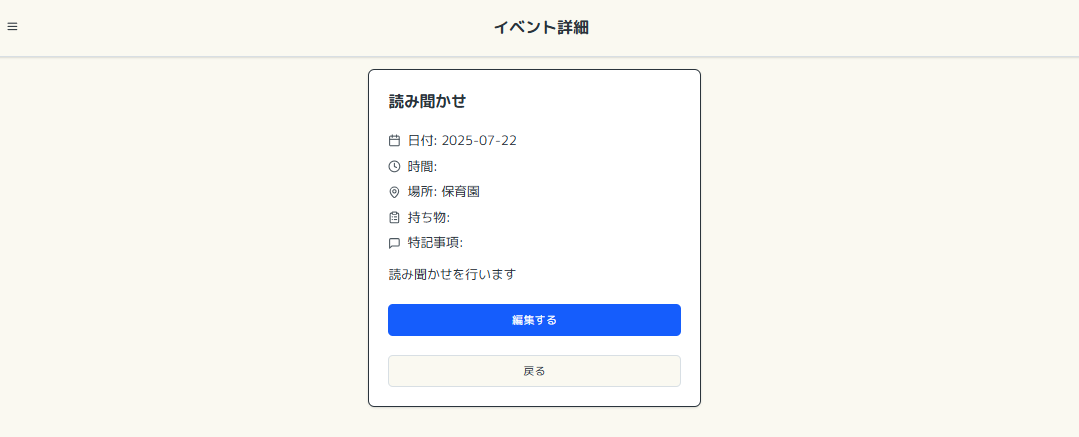 イベント詳細
読み聞かせ
日付: 2025-07-22
時間:
場所: 保育園
持ち物:
特記事項:
読み聞かせを行います
編集する
戻る